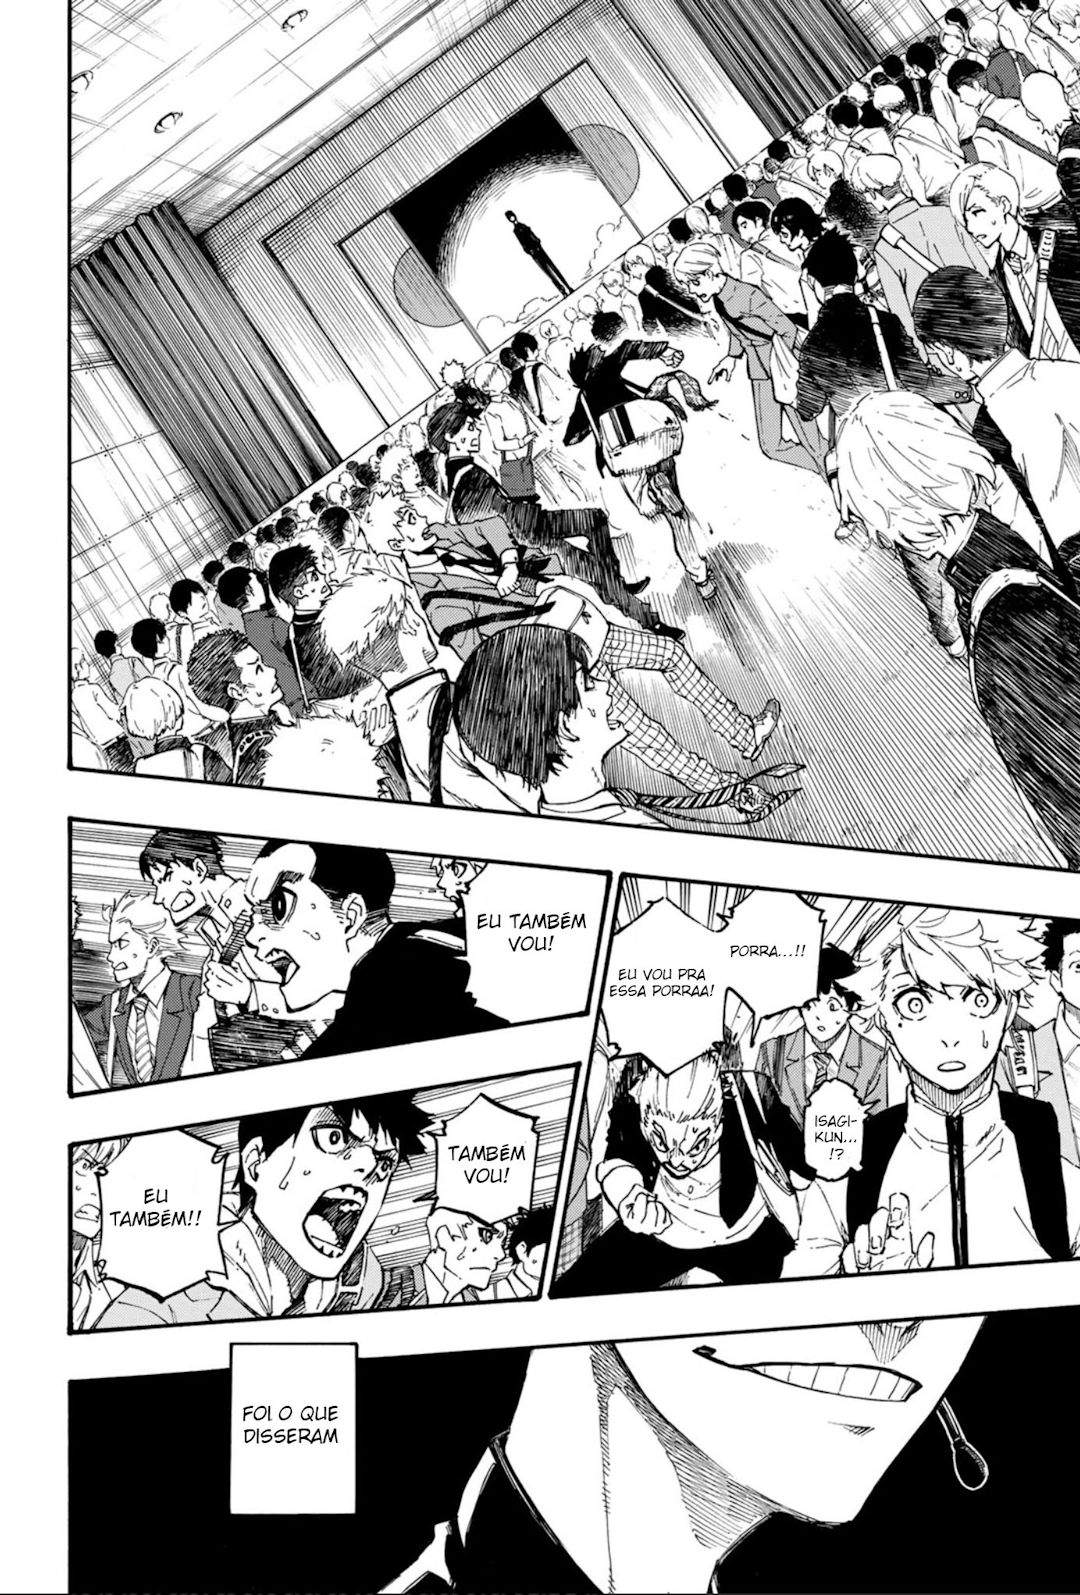 PORRA...!!
EU VOU PRA
ESSA PORRAA!
ISAGI-
KUN...
!?
EU TAMBÉM
VOU!
TAMBÉM
VOU!
EU
TAMBÉM!!
FOI O QUE
DISSERAM